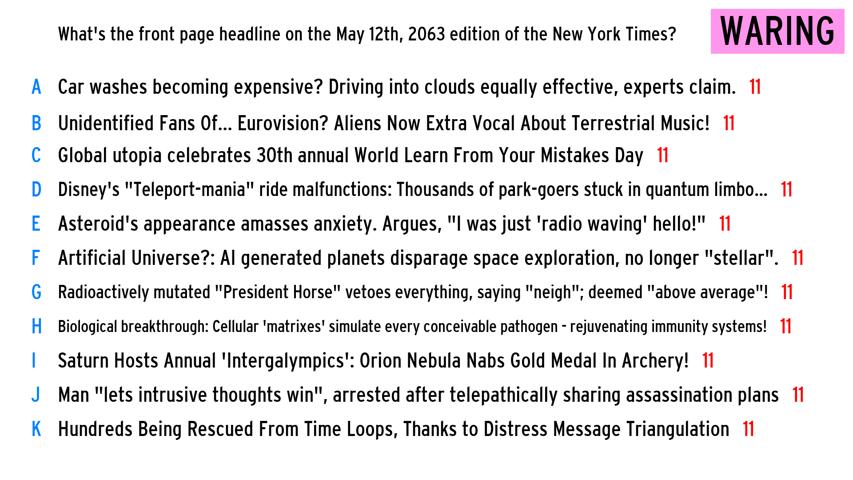 What's the front page headline on the May 12th, 2063 edition of the New York Times?
WARING
A Car washes becoming expensive? Driving into clouds equally effective, experts claim. 11
B Unidentified Fans Of... Eurovision? Aliens Now Extra Vocal About Terrestrial Music! 11
C Global utopia celebrates 30th annual World Learn From Your Mistakes Day 11
D Disney's "Teleport-mania" ride malfunctions: Thousands of park-goers stuck in quantum limbo... 11
E Asteroid's appearance amasses anxiety. Argues, "I was just 'radio waving' hello!" 11
F Artificial Universe?: AI generated planets disparage space exploration, no longer "stellar". 11
G Radioactively mutated "President Horse" vetoes everything, saying "neigh"; deemed "above average"! 11
H Biological breakthrough: Cellular 'matrixes' simulate every conceivable pathogen - rejuvenating immunity systems! 11
I Saturn Hosts Annual 'Intergalympics': Orion Nebula Nabs Gold Medal In Archery! 11
J Man "lets intrusive thoughts win", arrested after telepathically sharing assassination plans 11
K Hundreds Being Rescued From Time Loops, Thanks to Distress Message Triangulation 11